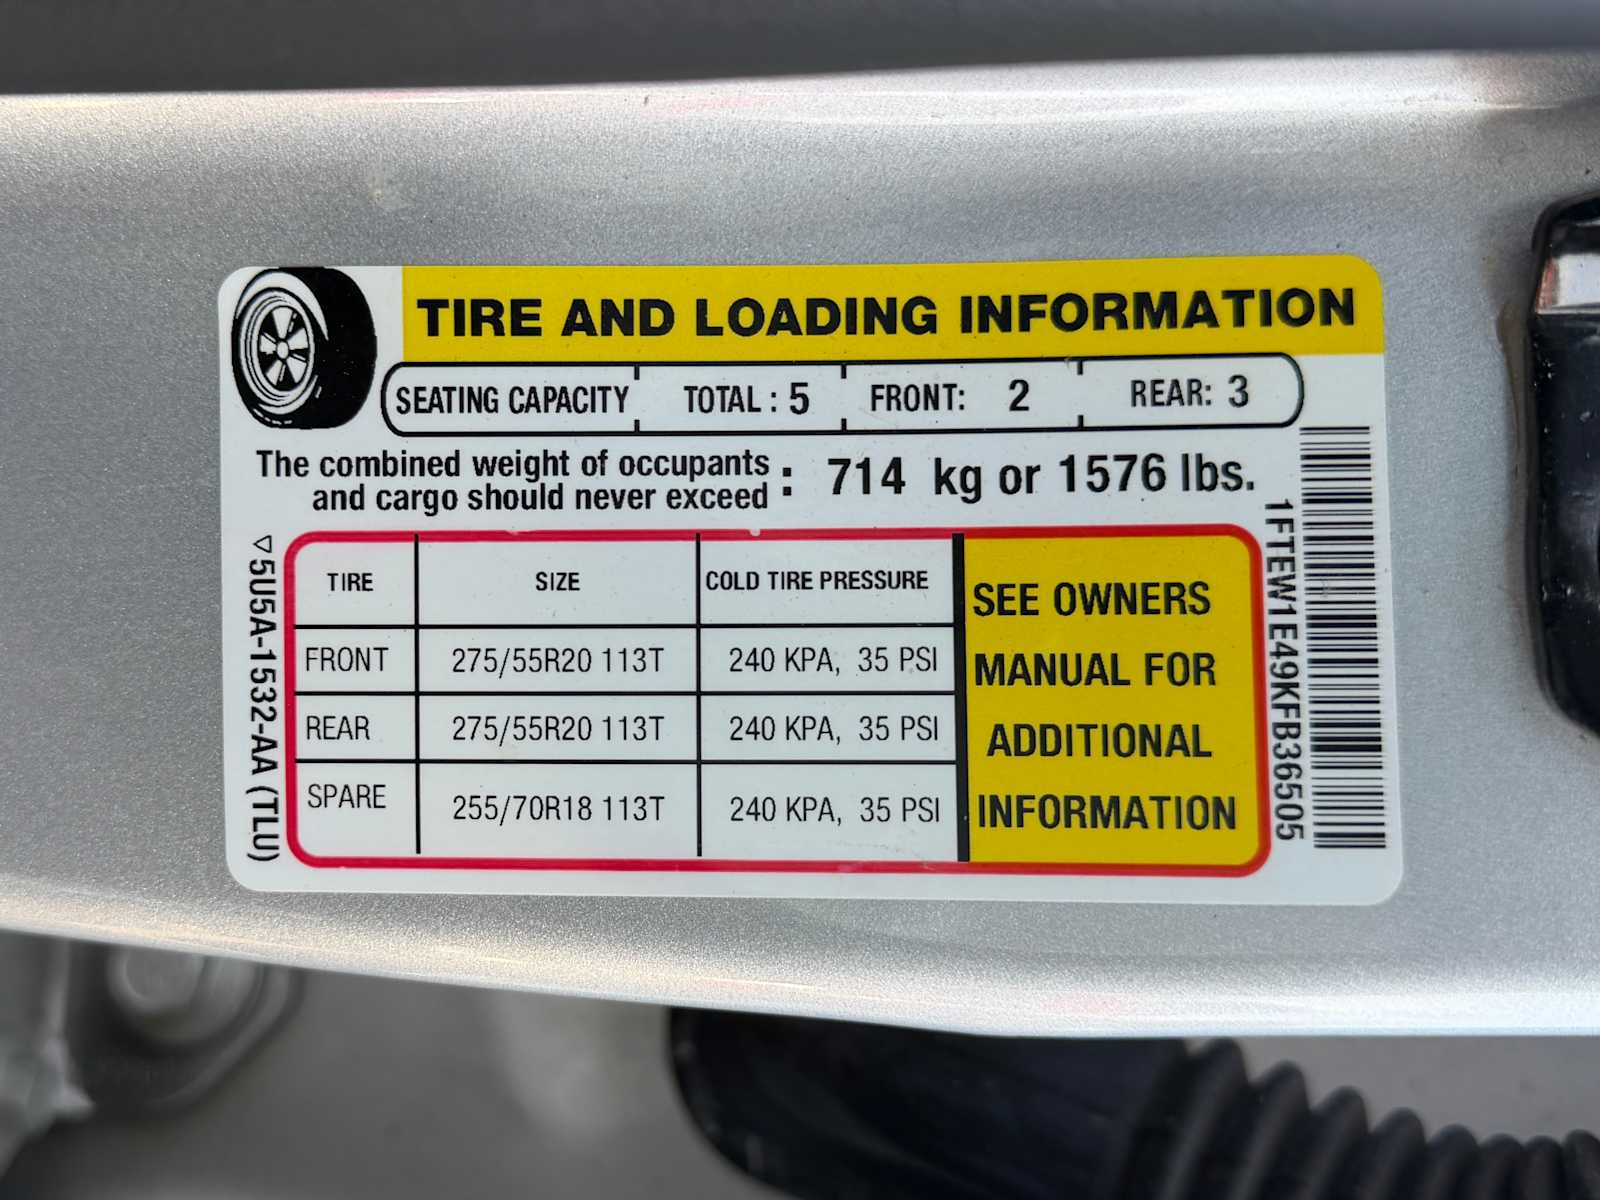 TIRE AND LOADING INFORMATION
SEATING CAPACITY TOTAL : 5 FRONT: 2 REAR: 3
The combined weight of occupants
and cargo should never exceed : 714 kg or 1576 lbs.
TIRE SIZE COLD TIRE PRESSURE
FRONT 275/55R20 113T 240 KPA, 35 PSI
REAR 275/55R20 113T 240 KPA, 35 PSI
SPARE 255/70R18 113T 240 KPA, 35 PSI
SEE OWNERS
MANUAL FOR
ADDITIONAL
INFORMATION
5U5A-1532-AA (TLU)
1FTEW1E49KFB36505